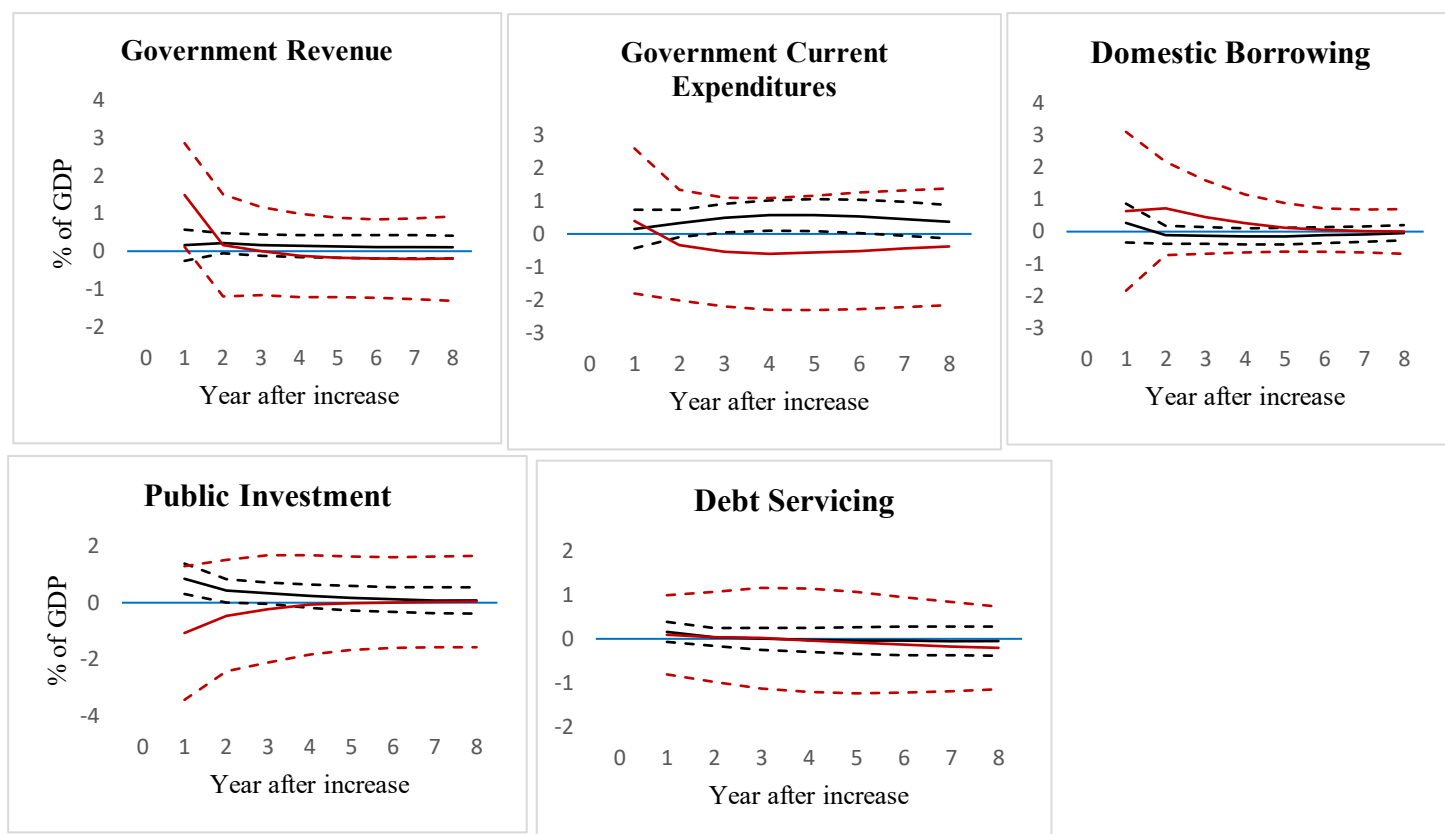 Government Revenue
% of GDP
4
3
2
1
0
-1
-2
0 1 2 3 4 5 6 7 8
Year after increase
Government Current
Expenditures
3
2
1
0
-1
-2
-3
0 1 2 3 4 5 6 7 8
Year after increase
Domestic Borrowing
4
3
2
1
0
-1
-2
-3
0 1 2 3 4 5 6 7 8
Year after increase
Public Investment
% of GDP
2
0
-2
-4
0 1 2 3 4 5 6 7 8
Year after increase
Debt Servicing
2
1
0
-1
-2
0 1 2 3 4 5 6 7 8
Year after increase